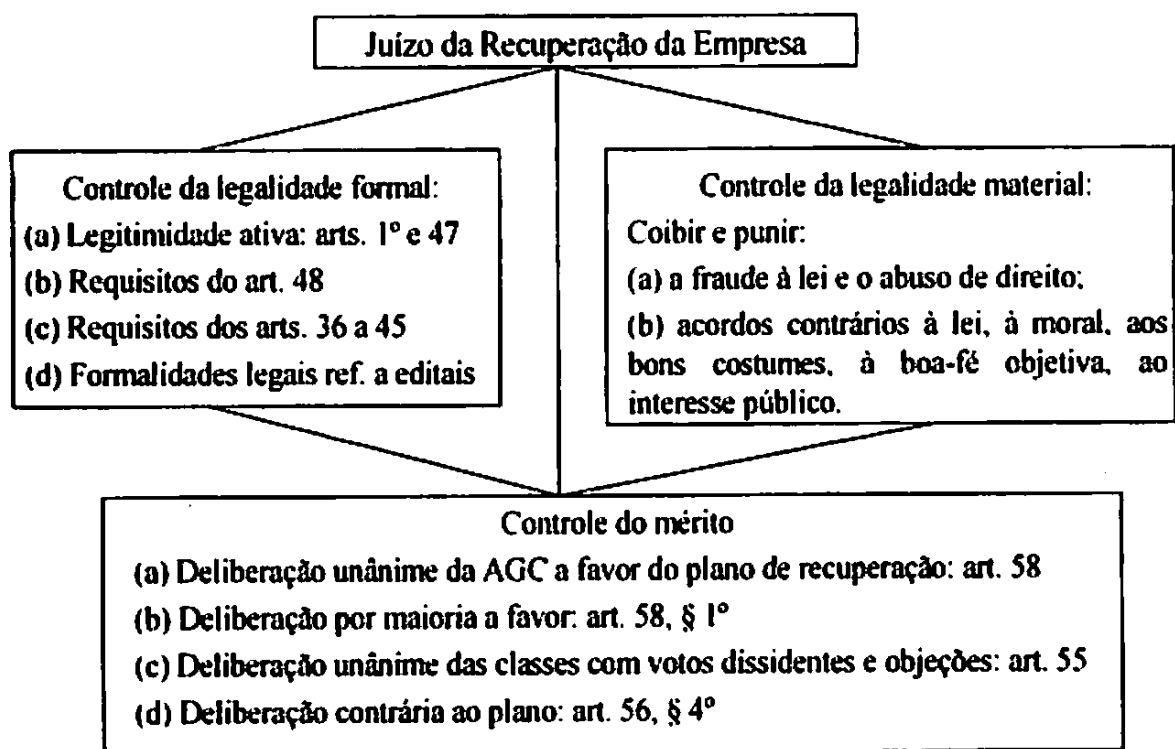 Juízo da Recuperação da Empresa
Controle da legalidade formal:
(a) Legitimidade ativa: arts. 1º e 47
(b) Requisitos do art. 48
(c) Requisitos dos arts. 36 a 45
(d) Formalidades legais ref. a editais
Controle da legalidade material:
Coibir e punir:
(a) a fraude à lei e o abuso de direito;
(b) acordos contrários à lei, à moral, aos
bons costumes, à boa-fé objetiva, ao
interesse público.
Controle do mérito
(a) Deliberação unânime da AGC a favor do plano de recuperação: art. 58
(b) Deliberação por maioria a favor: art. 58, § 1º
(c) Deliberação unânime das classes com votos dissidentes e objeções: art. 55
(d) Deliberação contrária ao plano: art. 56, § 4º